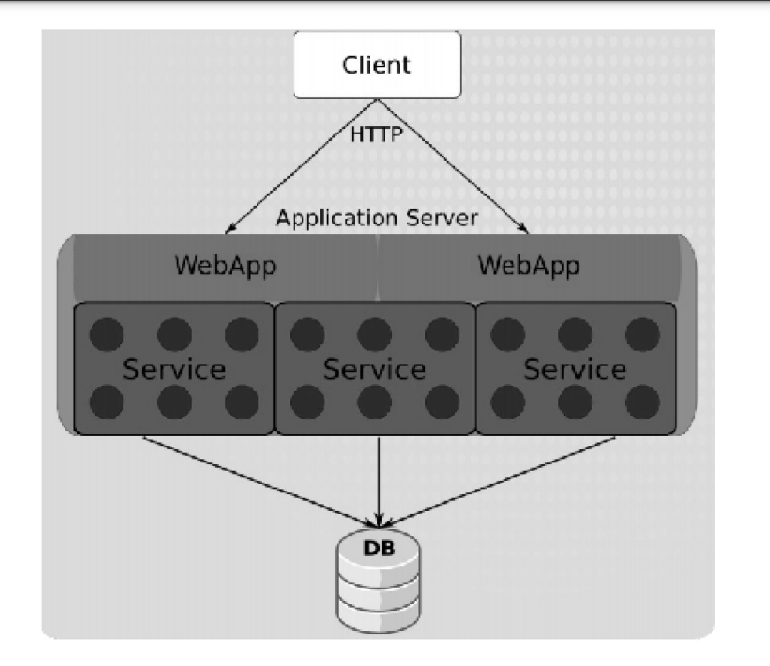 Client
HTTP
Application Server
WebApp
WebApp
Service
Service
Service
DB